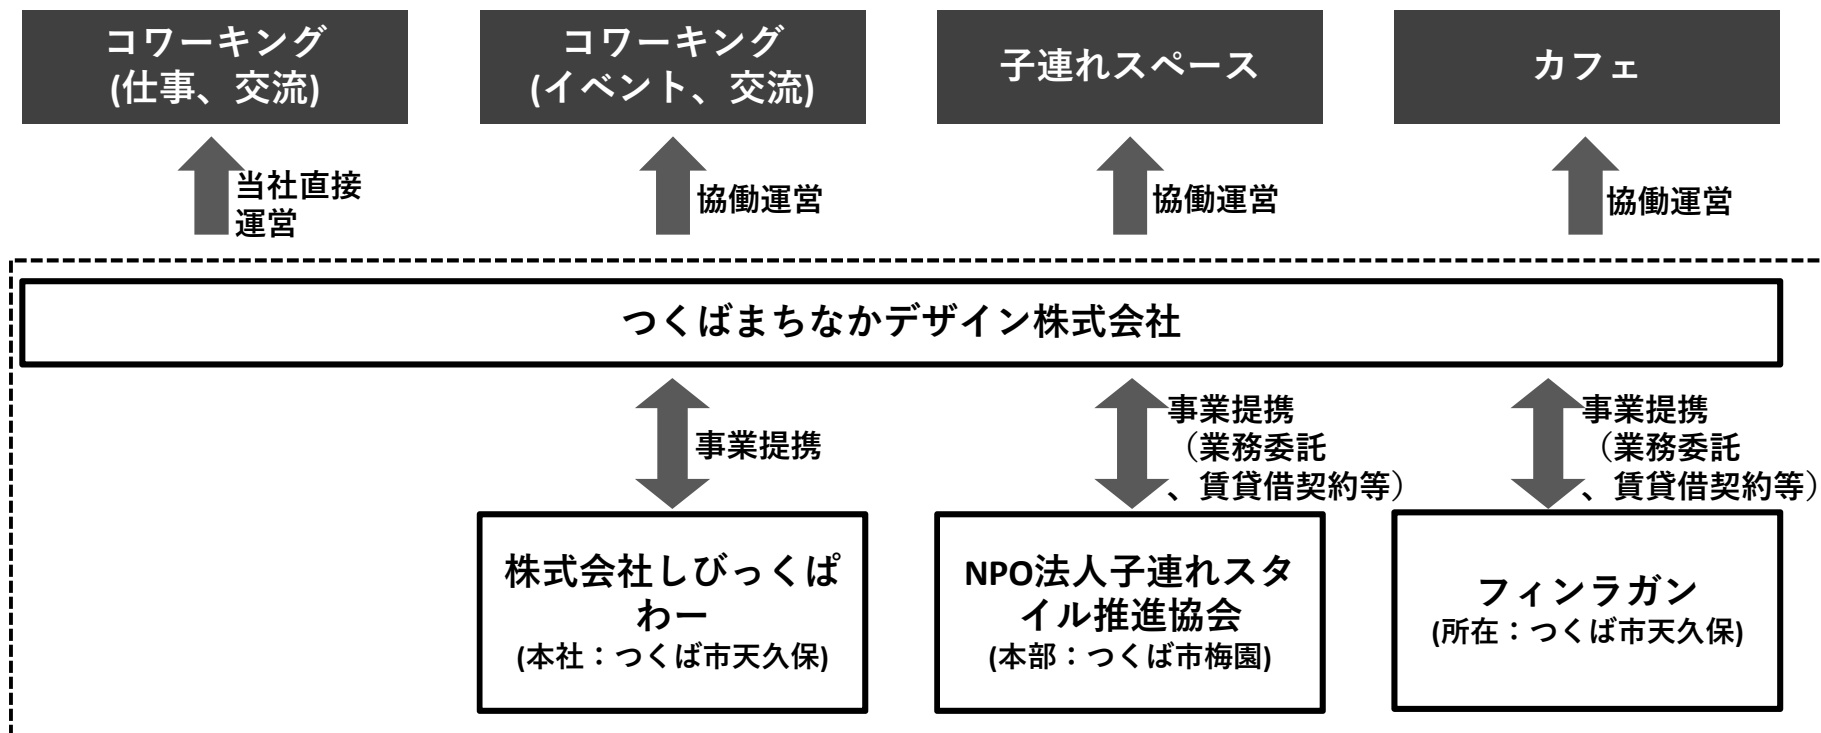 コワーキング
(仕事、交流)
コワーキング
(イベント、交流)
子連れスペース
カフェ
当社直接
運営
協働運営
協働運営
協働運営
つくばまちなかデザイン株式会社
事業提携
事業提携
（業務委託
、賃貸借契約等）
事業提携
（業務委託
、賃貸借契約等）
株式会社しびっくぱ
わー
(本社：つくば市天久保)
NPO法人子連れスタ
イル推進協会
(本部：つくば市梅園)
フィンラガン
(所在：つくば市天久保)